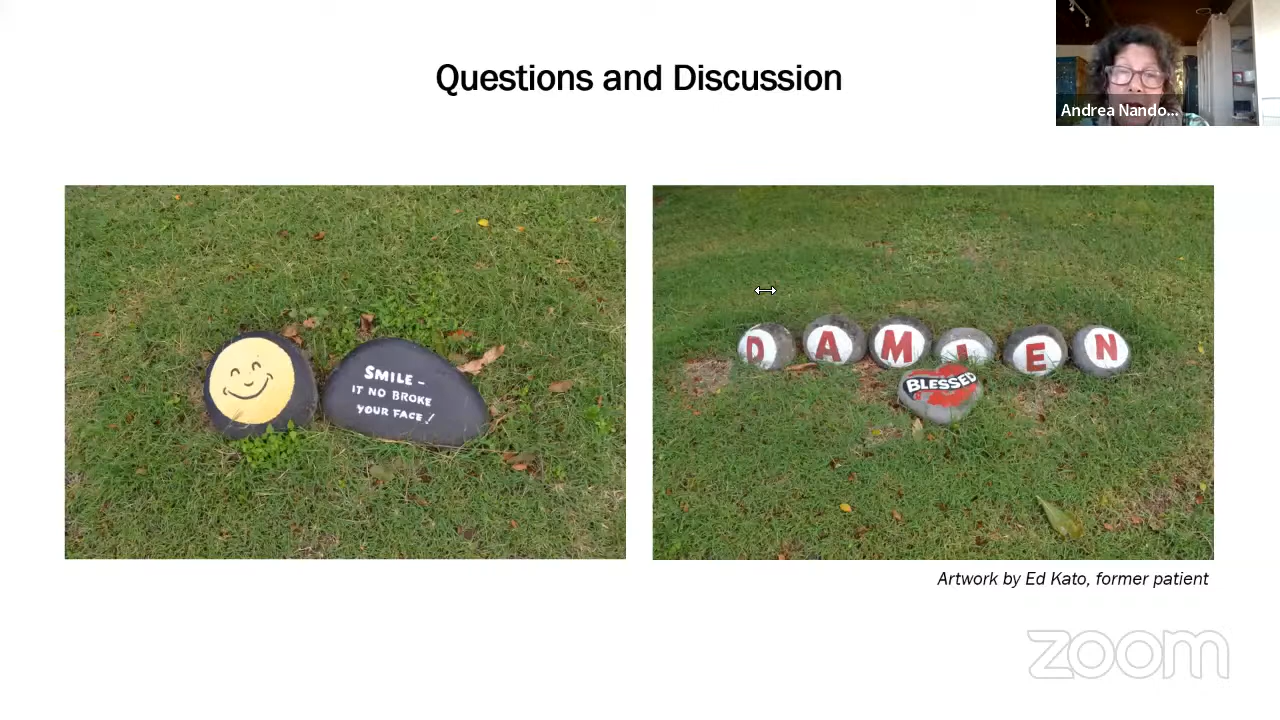 Questions and Discussion
Andrea Nando...
SMILE -
IT NO BROKE
YOUR FACE!
DAMIEN
BLESSED
Artwork by Ed Kato, former patient
zoom